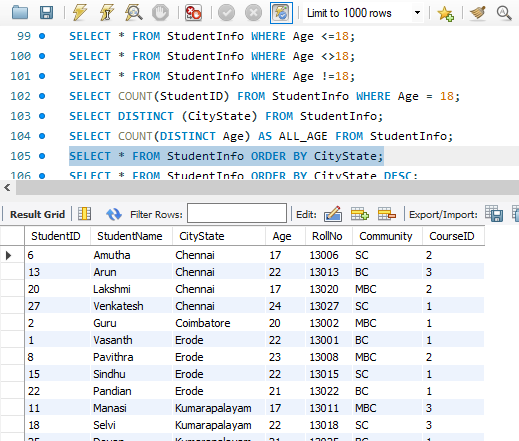 Limit to 1000 rows
99 SELECT * FROM StudentInfo WHERE Age <=18;
100 SELECT * FROM StudentInfo WHERE Age <>18;
101 SELECT * FROM StudentInfo WHERE Age !=18;
102 SELECT COUNT(StudentID) FROM StudentInfo WHERE Age = 18;
103 SELECT DISTINCT (CityState) FROM StudentInfo;
104 SELECT COUNT(DISTINCT Age) AS ALL_AGE FROM StudentInfo;
105 SELECT * FROM StudentInfo ORDER BY CityState;
106 SELECT * FROM StudentInfo ORDER BY CityState DESC;
Result Grid Filter Rows: Edit: Export/Import:
StudentID StudentName CityState Age RollNo Community CourseID
6 Amutha Chennai 17 13006 SC 2
13 Arun Chennai 22 13013 BC 3
20 Lakshmi Chennai 17 13020 MBC 2
27 Venkatesh Chennai 24 13027 SC 1
2 Guru Coimbatore 20 13002 MBC 1
1 Vasanth Erode 22 13001 BC 1
8 Pavithra Erode 23 13008 MBC 2
15 Sindhu Erode 22 13015 SC 1
22 Pandian Erode 21 13022 BC 1
11 Manasi Kumarapalayam 17 13011 MBC 3
18 Selvi Kumarapalayam 22 13018 SC 3